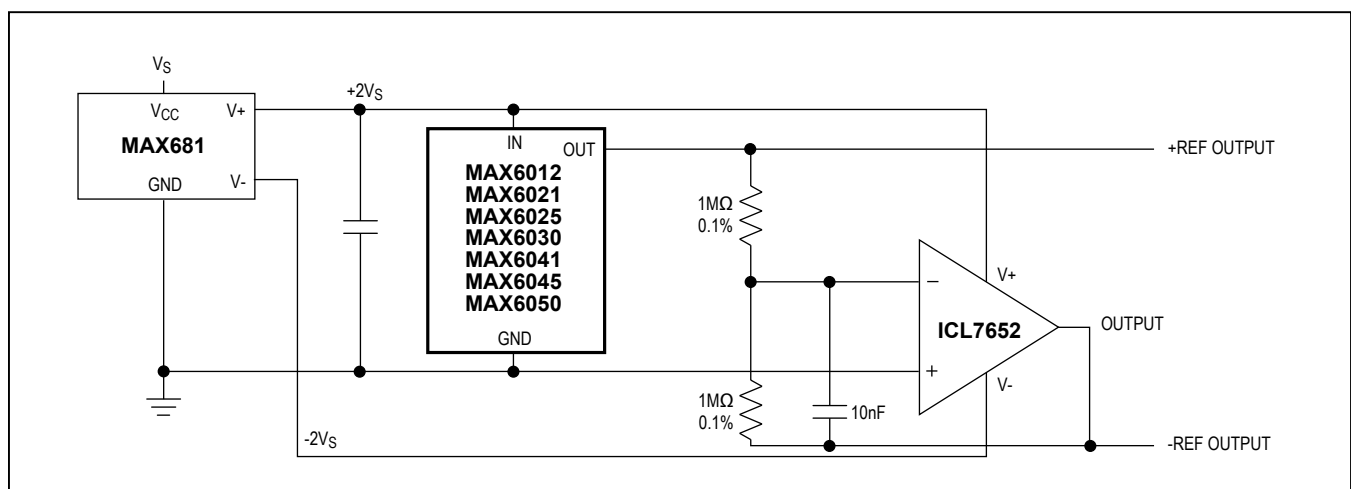 VS
+2VS
VCC
V+
MAX681
GND
V-
IN
OUT
MAX6012
MAX6021
MAX6025
MAX6030
MAX6041
MAX6045
MAX6050
GND
+REF OUTPUT
1MΩ
0.1%
−
V+
ICL7652
OUTPUT
+
V-
1MΩ
0.1%
10nF
-2VS
-REF OUTPUT